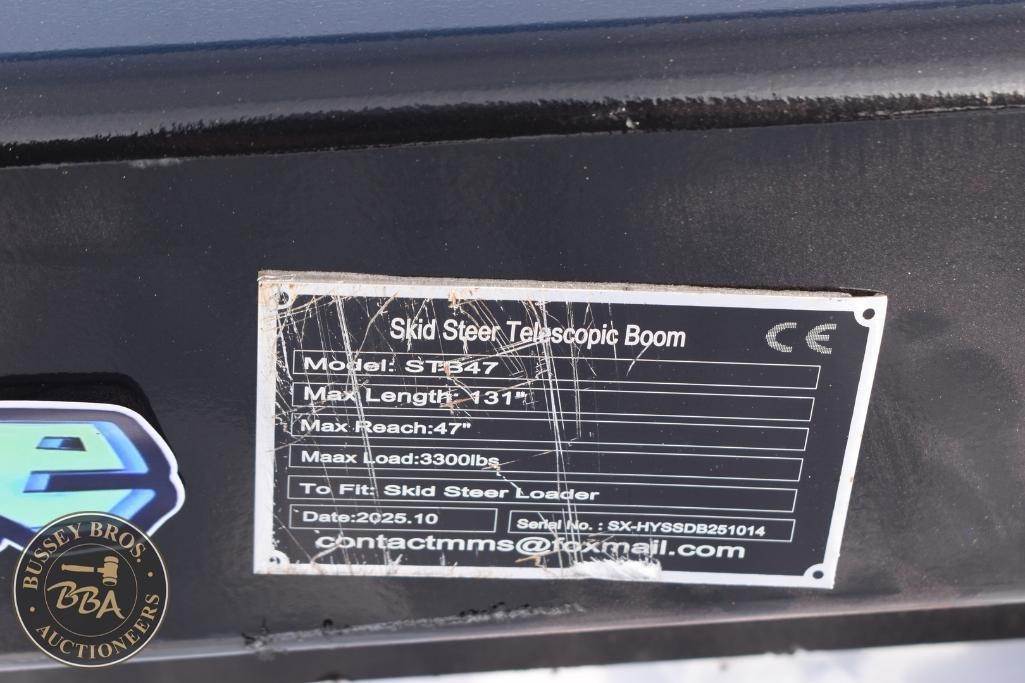 Skid Steer Telescopic Boom
CE
Model: STB47
Max Length: 131"
Max Reach:47"
Maax Load:3300lbs
To Fit: Skid Steer Loader
Date:2025.10
Serial No. : SX-HYSSDB251014
contactmms@foxmail.com
e
BUSSEY BROS.
BBA
AUCTIONEERS